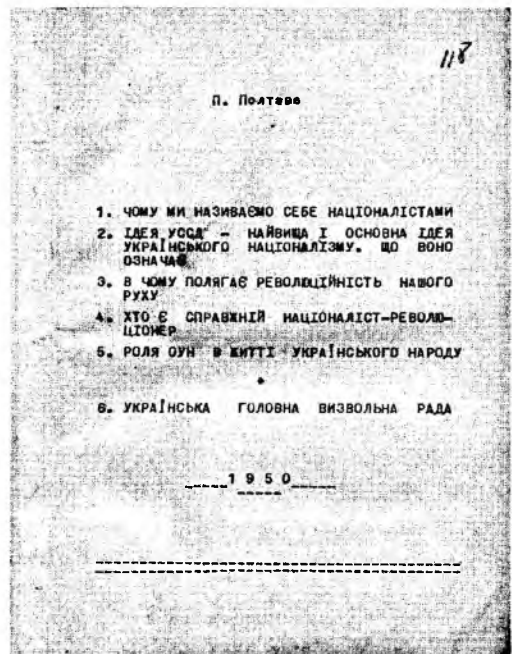 118
П. Полтава
1. ЧОМУ МИ НАЗИВАЄМО СЕБЕ НАЦІОНАЛІСТАМИ
2. ІДЕЯ УССД - НАЙВИЩА І ОСНОВНА ІДЕЯ
УКРАЇНСЬКОГО НАЦІОНАЛІЗМУ. ЩО ВОНО
ОЗНАЧАЄ
3. В ЧОМУ ПОЛЯГАЄ РЕВОЛЮЦІЙНІСТЬ НАШОГО
РУХУ
4. ХТО Є СПРАВЖНІЙ НАЦІОНАЛІСТ-РЕВОЛЮ-
ЦІОНЕР
5. РОЛЯ ОУН В ЖИТТІ УКРАЇНСЬКОГО НАРОДУ
*
6. УКРАЇНСЬКА ГОЛОВНА ВИЗВОЛЬНА РАДА
1950